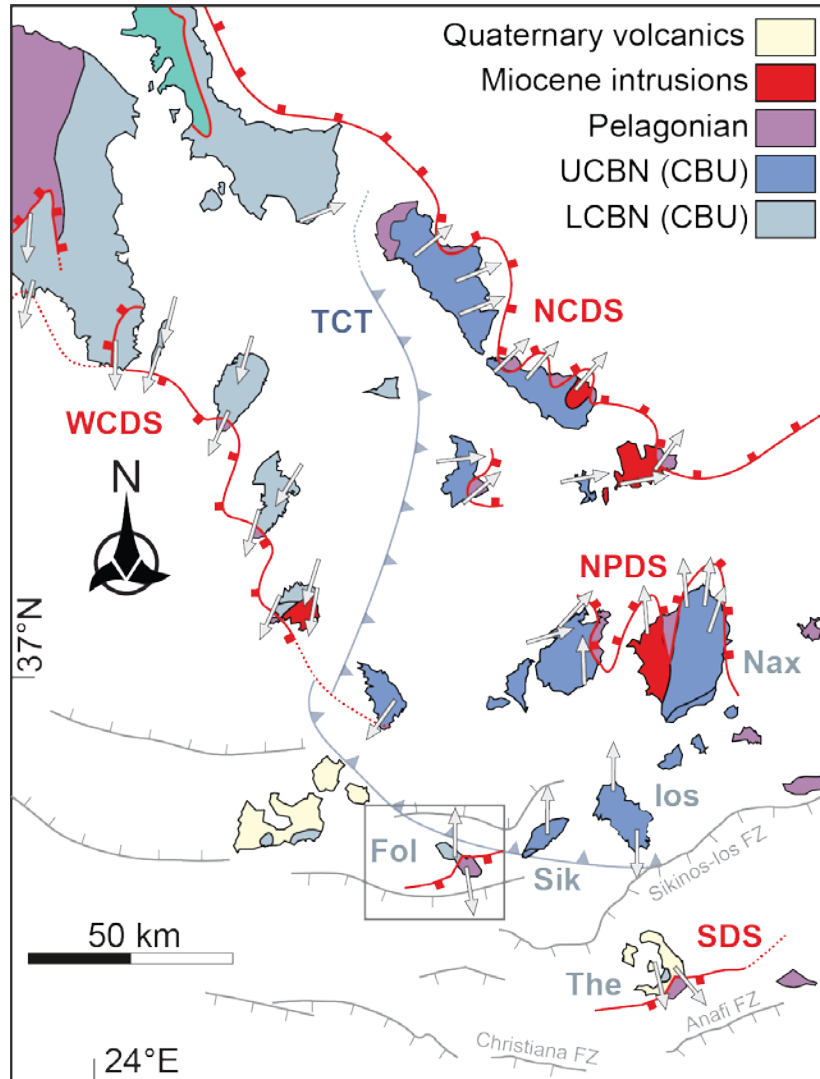 Quaternary volcanics
Miocene intrusions
Pelagonian
UCBN (CBU)
LCBN (CBU)
TCT
NCDS
WCDS
N
NPDS
37°N
Nax
Ios
Fol
Sik
Sikinos-Ios FZ
50 km
SDS
The
Anafi FZ
Christiana FZ
24°E